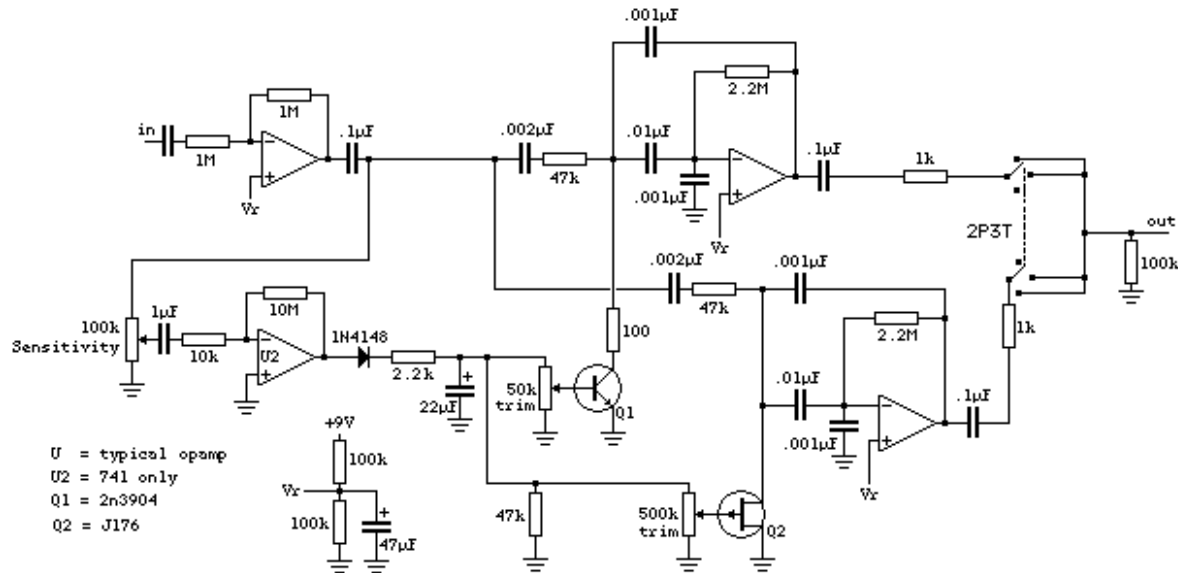 .001µF
2.2M
1M
in
1M
.1µF
.002µF
.01µF
.1µF
1k
47k
.001µF
Vr
Vr
2P3T
out
.002µF
.001µF
100k
47k
10M
1µF
1N4148
100
2.2M
1k
100k
Sensitivity
10k
U2
2.2k
50k
trim
22µF
Q1
.01µF
.1µF
.001µF
+9V
100k
Vr
100k
47µF
47k
500k
trim
Q2
Vr
U = typical opamp
U2 = 741 only
Q1 = 2n3904
Q2 = J176
-
+
-
+
-
+
-
+
+
+